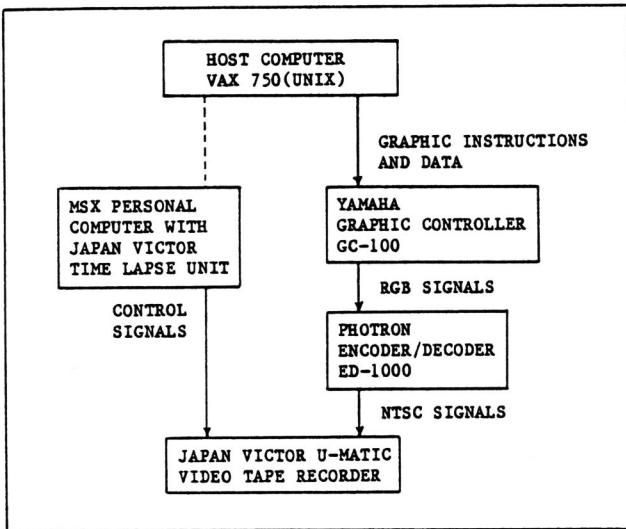 HOST COMPUTER
VAX 750(UNIX)
GRAPHIC INSTRUCTIONS
AND DATA
MSX PERSONAL
COMPUTER WITH
JAPAN VICTOR
TIME LAPSE UNIT
YAMAHA
GRAPHIC CONTROLLER
GC-100
CONTROL
SIGNALS
RGB SIGNALS
PHOTRON
ENCODER/DECODER
ED-1000
NTSC SIGNALS
JAPAN VICTOR U-MATIC
VIDEO TAPE RECORDER